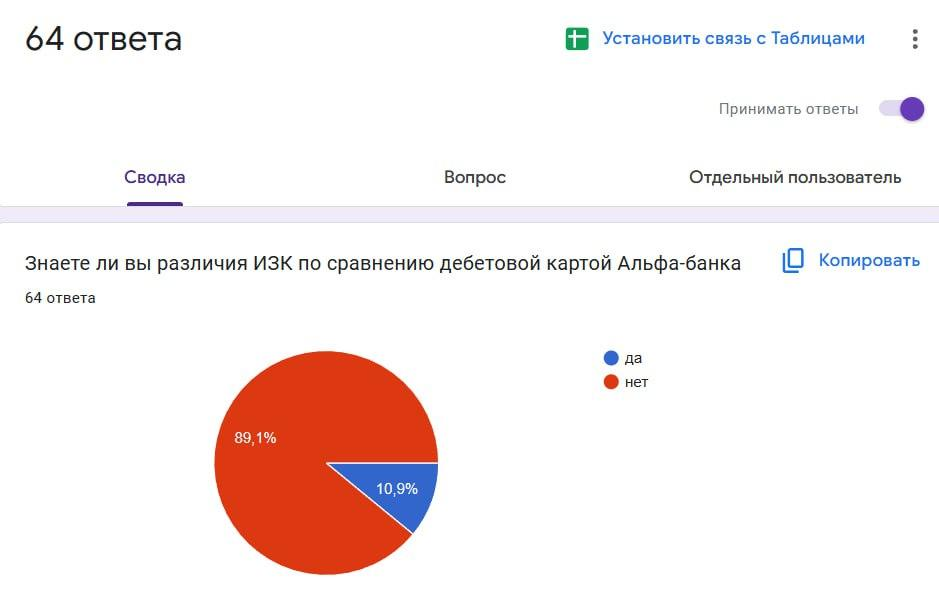 64 ответа
Установить связь с Таблицами
Принимать ответы
Сводка
Вопрос
Отдельный пользователь
Знаете ли вы различия ИЗК по сравнению дебетовой картой Альфа-банка
Копировать
64 ответа
да
нет
89,1%
10,9%